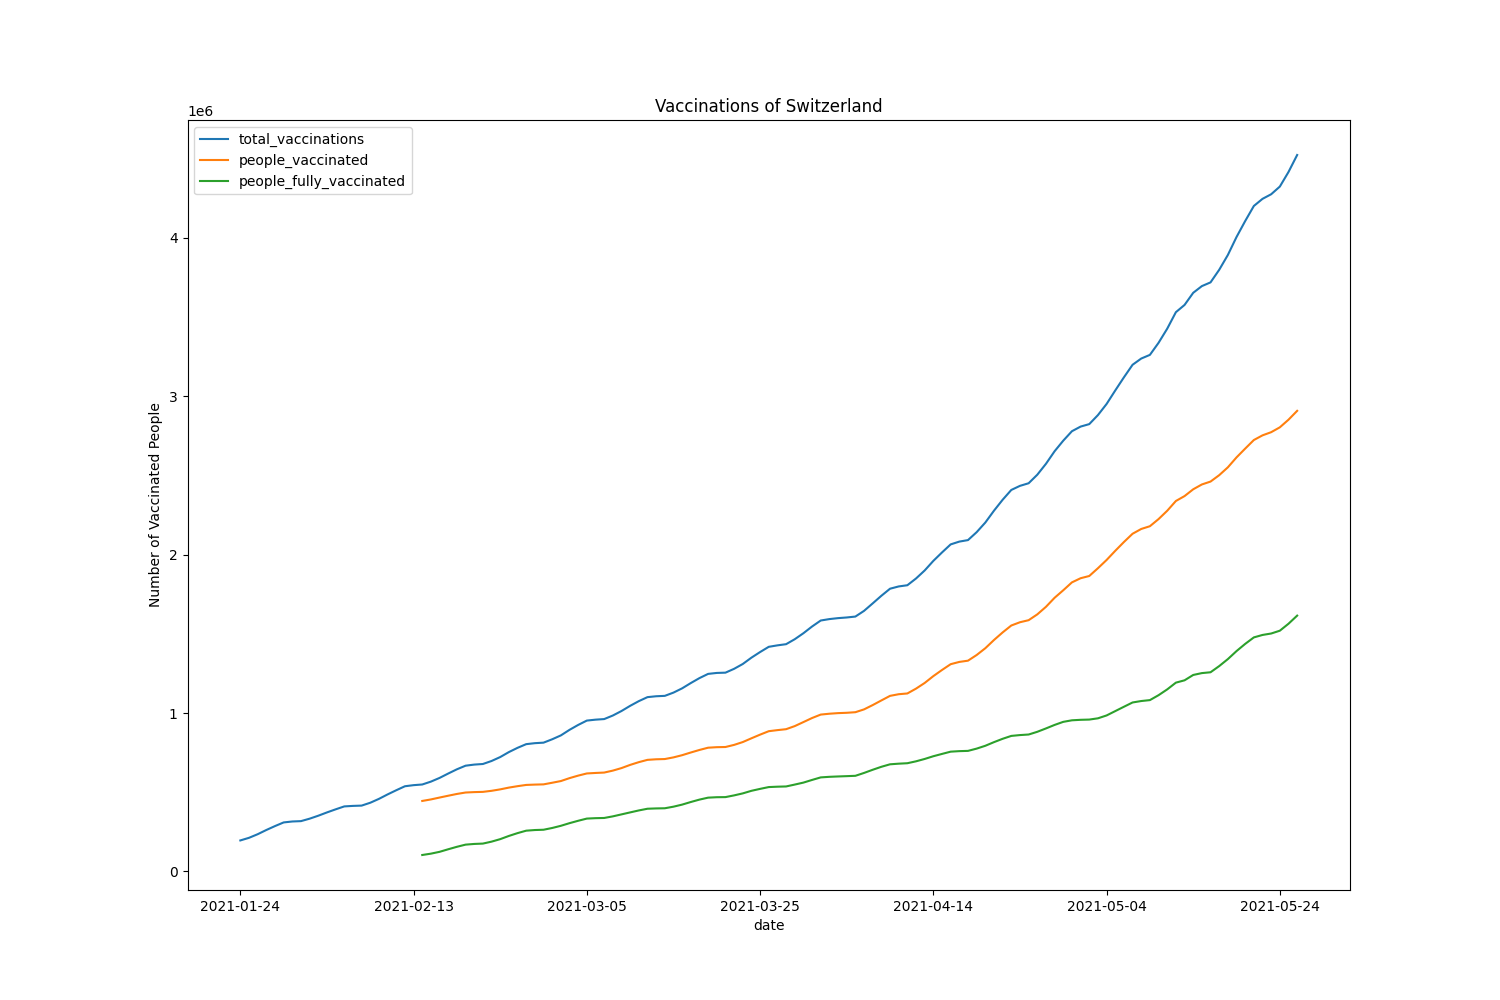 Vaccinations of Switzerland
1e6
total_vaccinations
people_vaccinated
people_fully_vaccinated
4
3
2
1
0
Number of Vaccinated People
2021-01-24 2021-02-13 2021-03-05 2021-03-25 2021-04-14 2021-05-04 2021-05-24
date